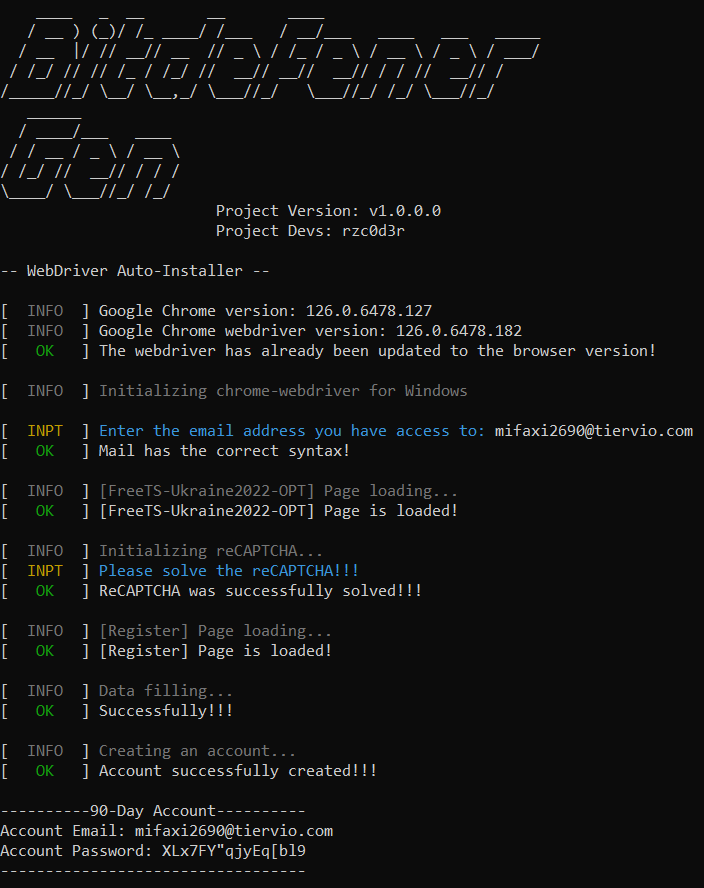 Bitdefener
Gen
Project Version: v1.0.0.0
Project Devs: rzc0d3r
-- WebDriver Auto-Installer --
[  INFO  ] Google Chrome version: 126.0.6478.127
[  INFO  ] Google Chrome webdriver version: 126.0.6478.182
[   OK   ] The webdriver has already been updated to the browser version!
[  INFO  ] Initializing chrome-webdriver for Windows
[  INPT  ] Enter the email address you have access to: mifaxi2690@tiervio.com
[   OK   ] Mail has the correct syntax!
[  INFO  ] [FreeTS-Ukraine2022-OPT] Page loading...
[   OK   ] [FreeTS-Ukraine2022-OPT] Page is loaded!
[  INFO  ] Initializing reCAPTCHA...
[  INPT  ] Please solve the reCAPTCHA!!!
[   OK   ] ReCAPTCHA was successfully solved!!!
[  INFO  ] [Register] Page loading...
[   OK   ] [Register] Page is loaded!
[  INFO  ] Data filling...
[   OK   ] Successfully!!!
[  INFO  ] Creating an account...
[   OK   ] Account successfully created!!!
----------90-Day Account----------
Account Email: mifaxi2690@tiervio.com
Account Password: XLx7FY"qjyEq[bl9
----------------------------------